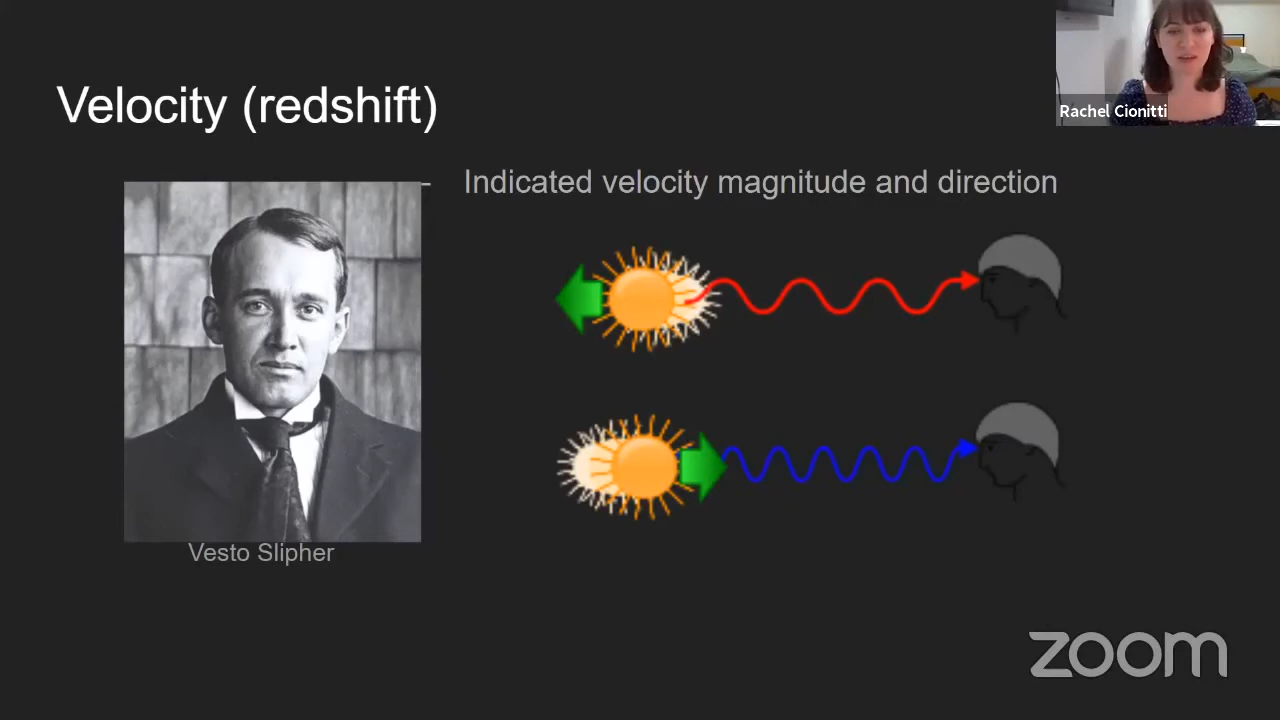 Velocity (redshift)
Rachel Cionitti
- Indicated velocity magnitude and direction
Vesto Slipher
zoom